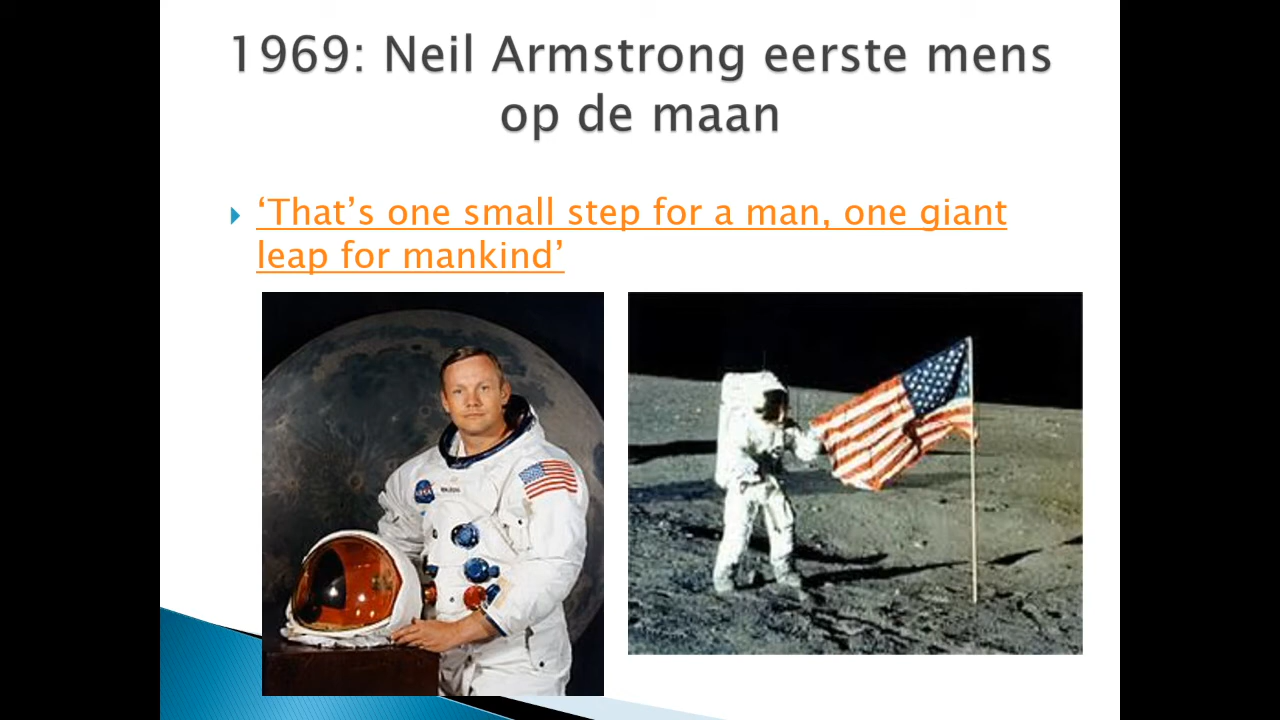 1969: Neil Armstrong eerste mens
op de maan
‘That’s one small step for a man, one giant
leap for mankind’
NASA